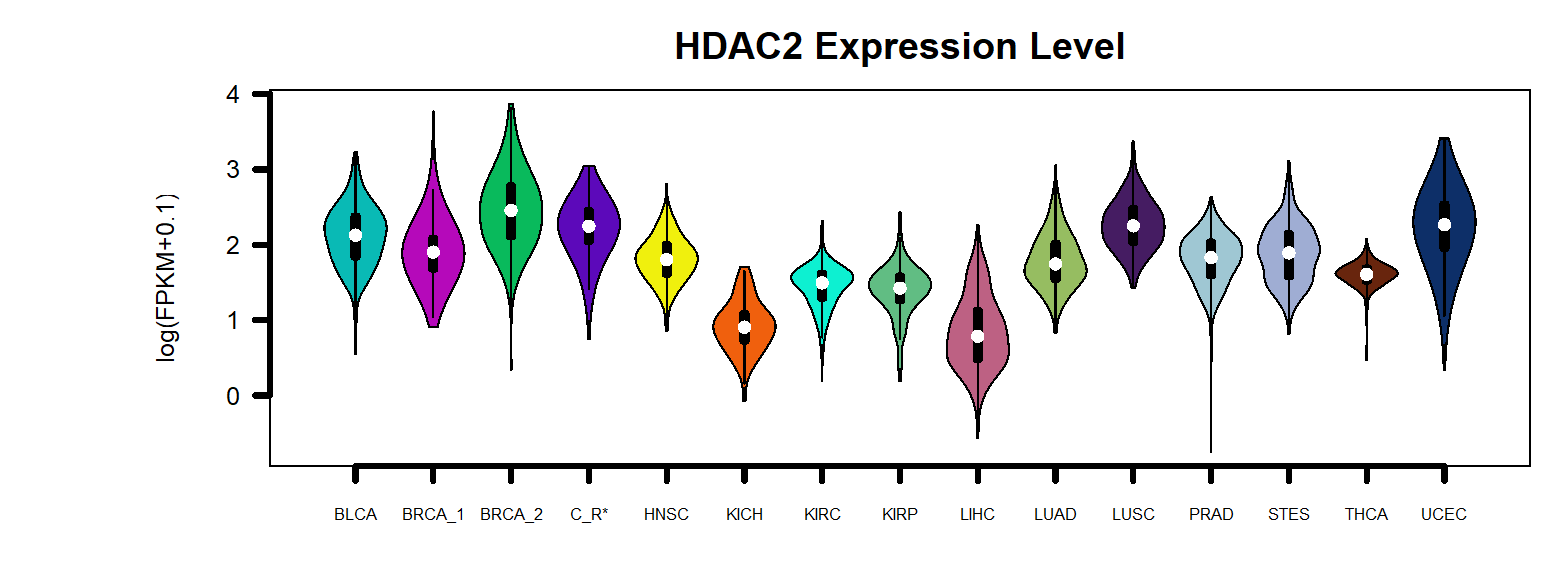 HDAC2 Expression Level
log(FPKM+0.1)
4
3
2
1
0
BLCA BRCA_1 BRCA_2 C_R* HNSC KICH KIRC KIRP LIHC LUAD LUSC PRAD STES THCA UCEC